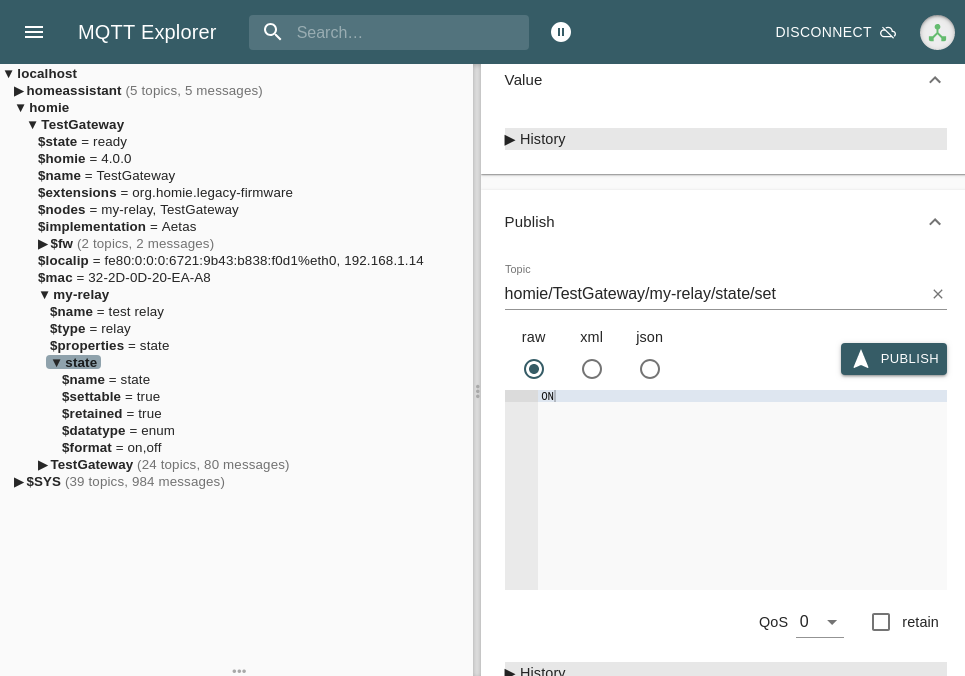 MQTT Explorer
Search...
DISCONNECT
▼ localhost
▶ homeassistant (5 topics, 5 messages)
▼ homie
▼ TestGateway
$state = ready
$homie = 4.0.0
$name = TestGateway
$extensions = org.homie.legacy-firmware
$nodes = my-relay, TestGateway
$implementation = Aetas
▶ $fw (2 topics, 2 messages)
$localip = fe80:0:0:0:6721:9b43:b838:f0d1%eth0, 192.168.1.14
$mac = 32-2D-0D-20-EA-A8
▼ my-relay
$name = test relay
$type = relay
$properties = state
▼ state
$name = state
$settable = true
$retained = true
$datatype = enum
$format = on,off
▶ TestGateway (24 topics, 80 messages)
▶ $SYS (39 topics, 984 messages)
Value
▶ History
Publish
Topic
homie/TestGateway/my-relay/state/set
raw xml json
PUBLISH
ON
QoS 0 retain
▶ History